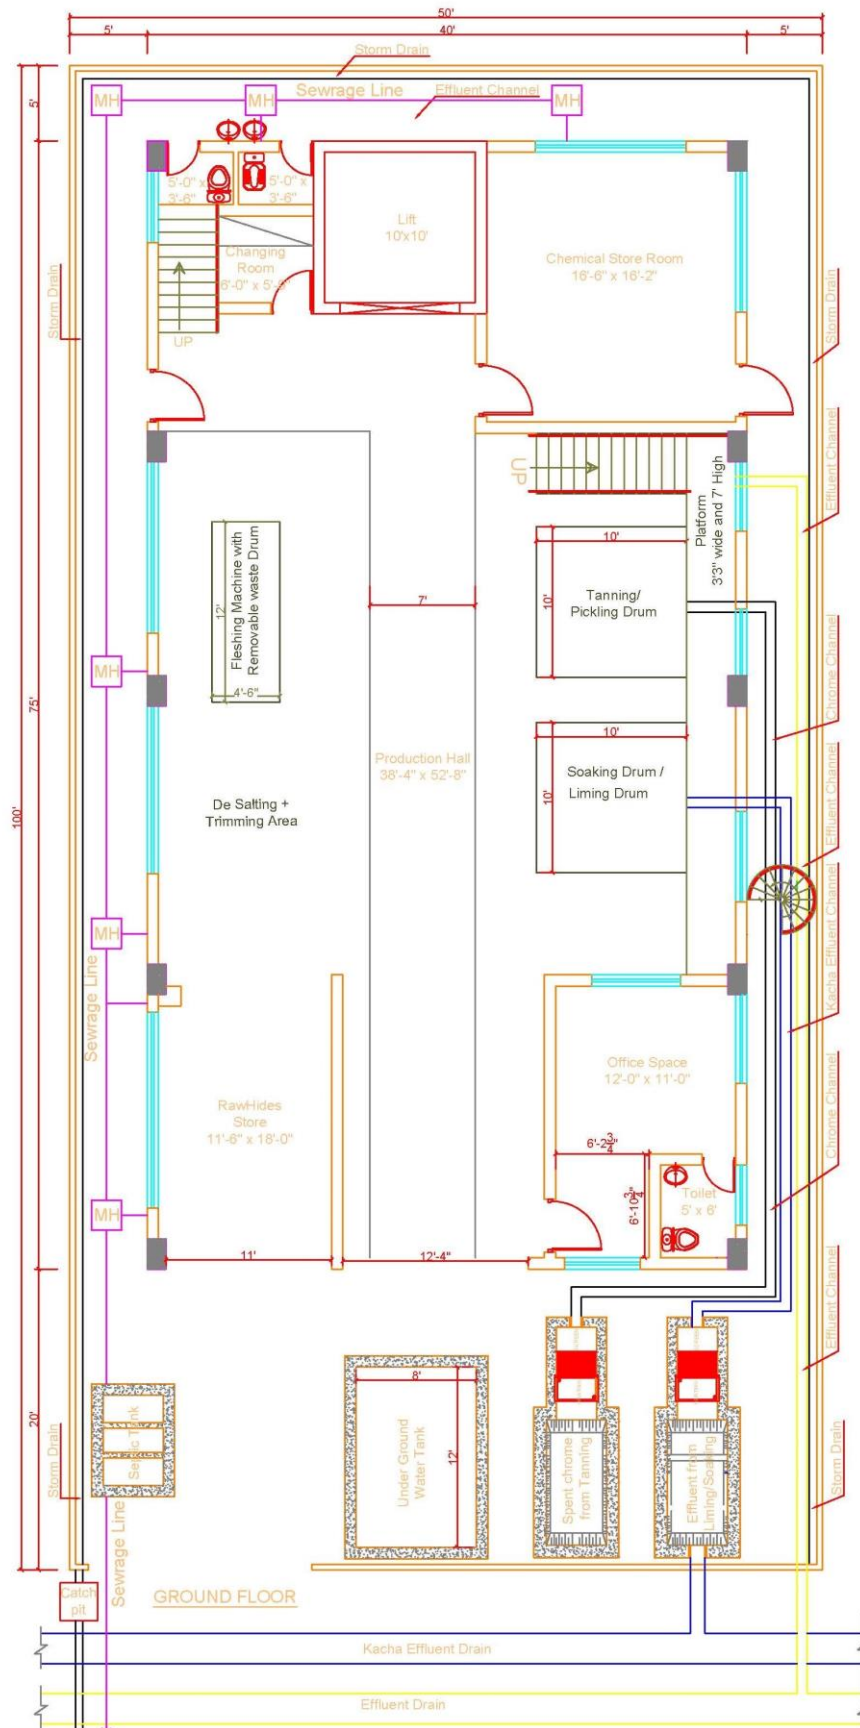 50'
5'
40'
5'
Storm Drain
Sewrage Line
Effluent Channel
MH
MH
MH
5'
5'-0" x
3'-6"
5'-0" x
3'-6"
Lift
10'x10'
Changing
Room
Chemical Store Room
16'-6" x 16'-2"
Storm Drain
Storm Drain
UP
UP
Platform
3'3" wide and 7' High
Effluent Channel
Fleshing Machine with
Removable waste Drum
12'
4'-6"
7'
10'
10'
Tanning/
Pickling Drum
Chrome Channel
MH
75'
100'
Production Hall
38'-4" x 52'-8"
10'
10'
Soaking Drum /
Liming Drum
De Salting +
Trimming Area
Effluent Channel
MH
Sewrage Line
Kacha Effluent Channel
Office Space
12'-0" x 11'-0"
RawHides
Store
11'-6" x 18'-0"
Chrome Channel
6'-2 3/4"
6'-10 3/4"
Toilet
5' x 6'
MH
11'
12'-4"
Effluent Channel
20'
8'
12'
Under Ground
Water Tank
Septic Tank
Spent chrome
from Tanning
Effluent from
Liming/Soaking
Storm Drain
Storm Drain
Sewrage Line
Catch
pit
GROUND FLOOR
Kacha Effluent Drain
Effluent Drain